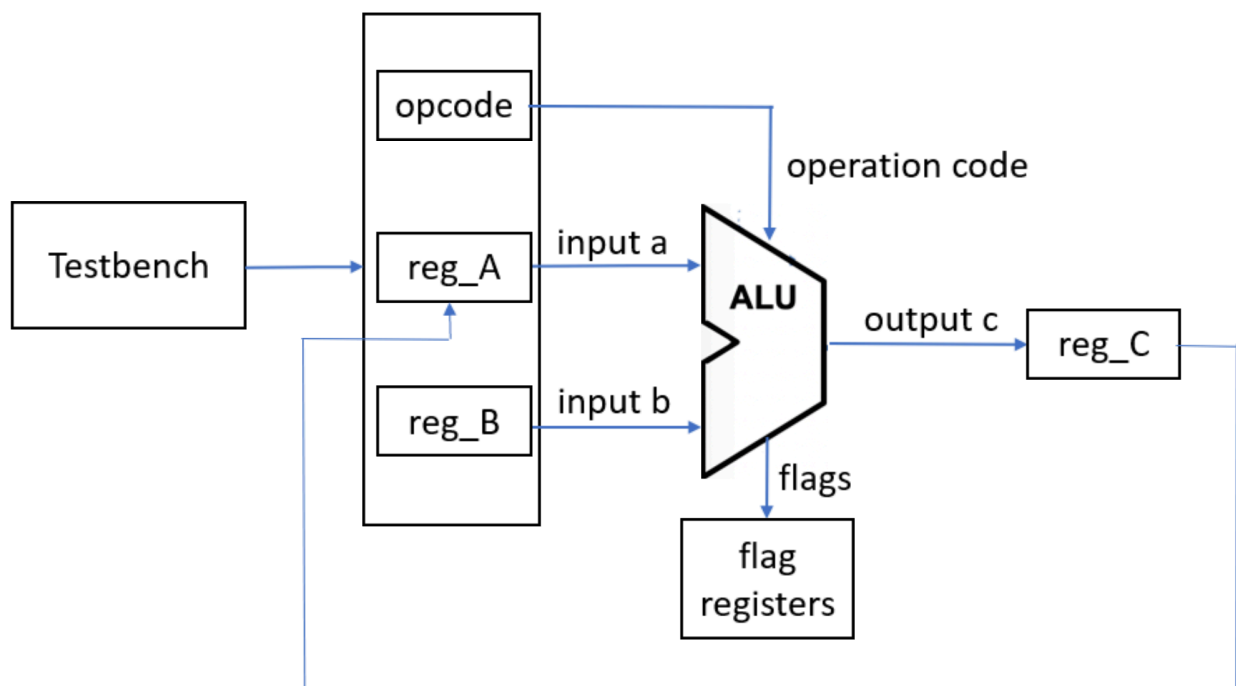 opcode
operation code
Testbench
reg_A
input a
ALU
output c
reg_C
reg_B
input b
flags
flag
registers